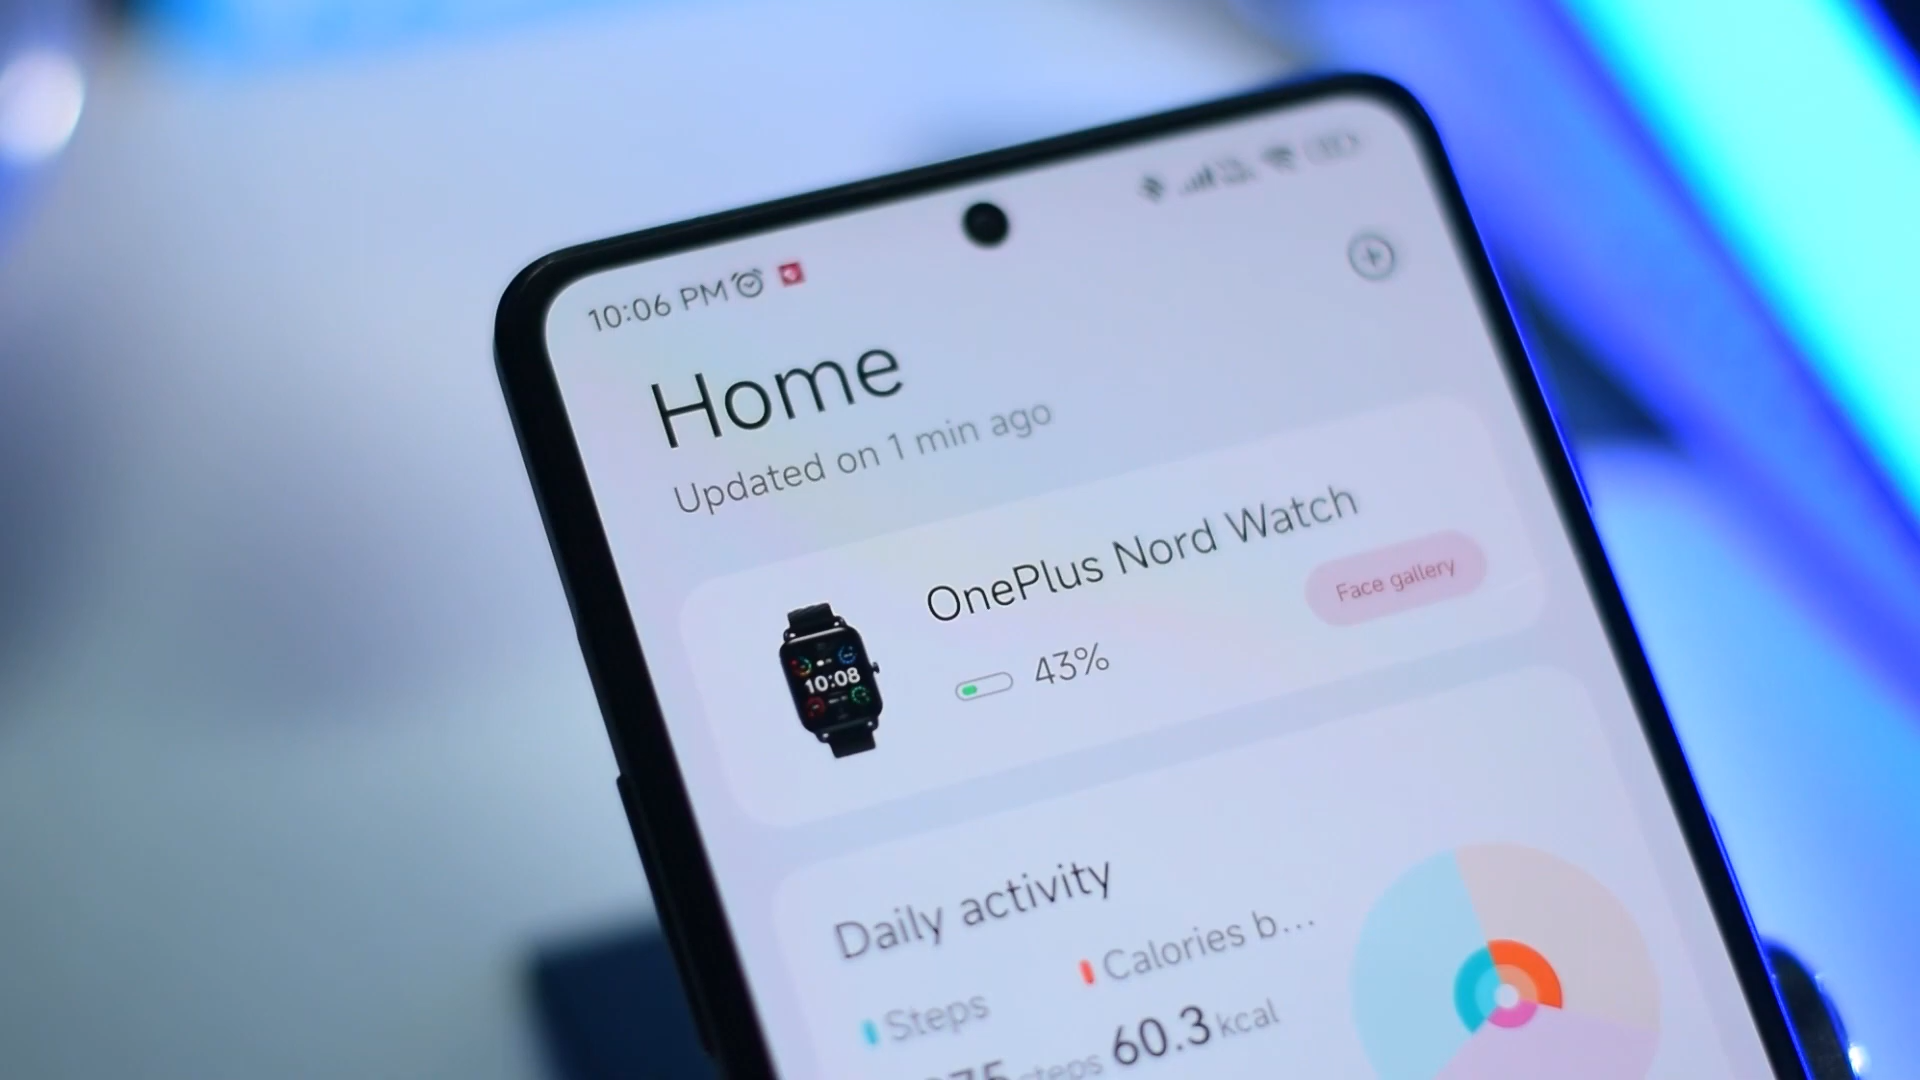 10:06 PM
Home
Updated on 1 min ago
OnePlus Nord Watch
Face gallery
43%
10:08
Daily activity
Steps
Calories b...
steps
60.3 kcal